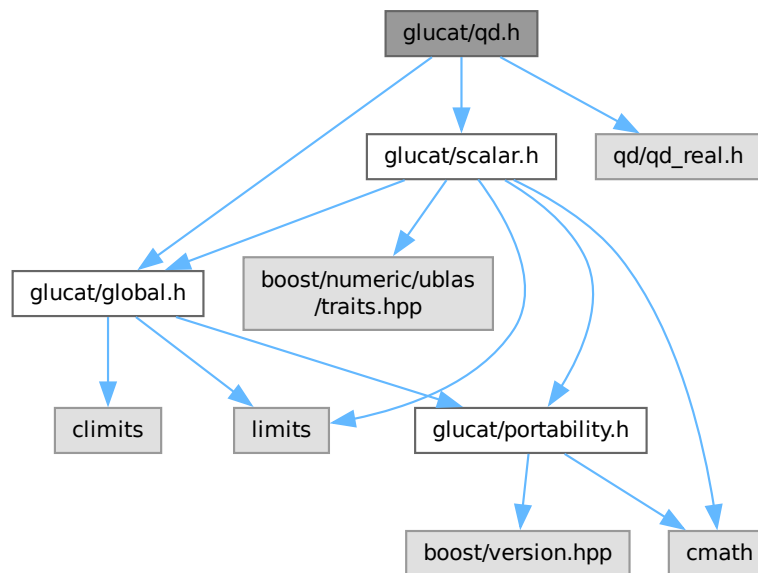 glucat/qd.h
glucat/scalar.h
qd/qd_real.h
glucat/global.h
boost/numeric/ublas
/traits.hpp
climits
limits
glucat/portability.h
boost/version.hpp
cmath